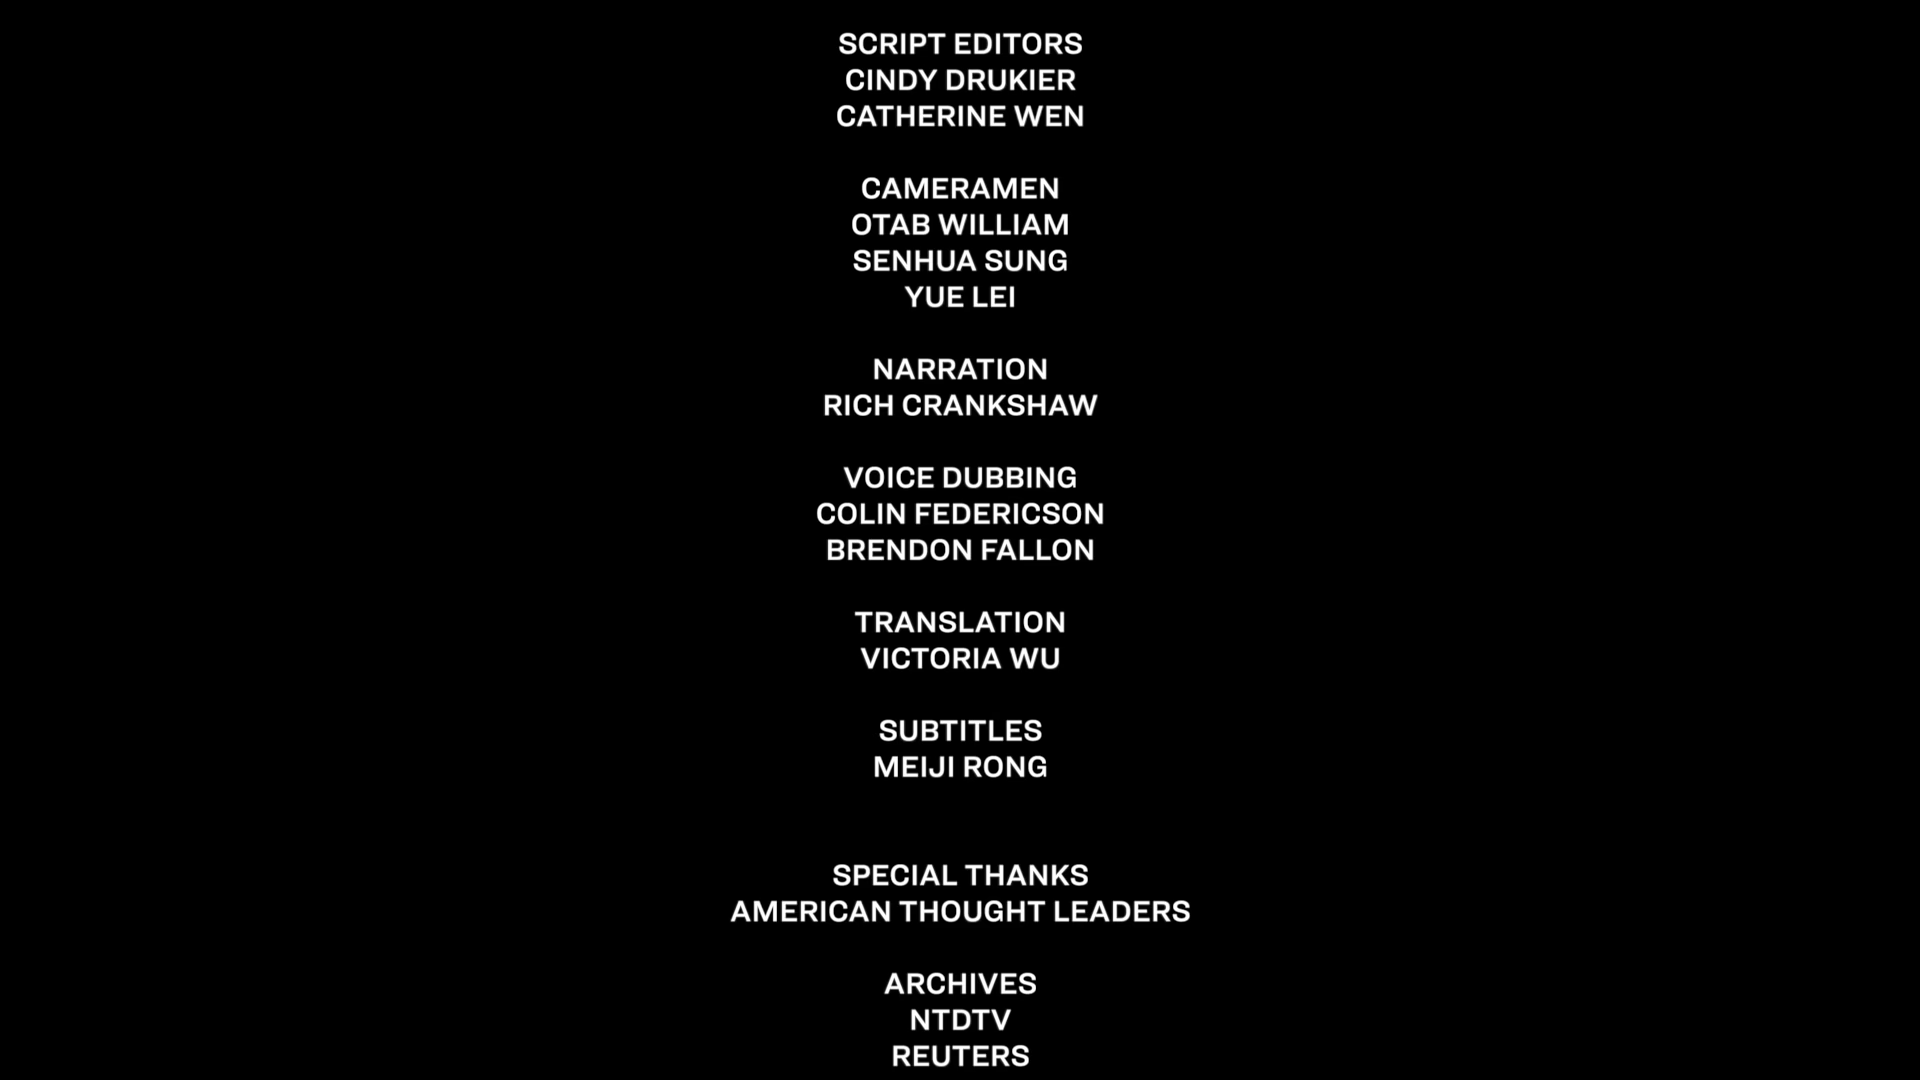 SCRIPT EDITORS
CINDY DRUKIER
CATHERINE WEN
CAMERAMEN
OTAB WILLIAM
SENHUA SUNG
YUE LEI
NARRATION
RICH CRANKSHAW
VOICE DUBBING
COLIN FEDERICSON
BRENDON FALLON
TRANSLATION
VICTORIA WU
SUBTITLES
MEIJI RONG
SPECIAL THANKS
AMERICAN THOUGHT LEADERS
ARCHIVES
NTDTV
REUTERS